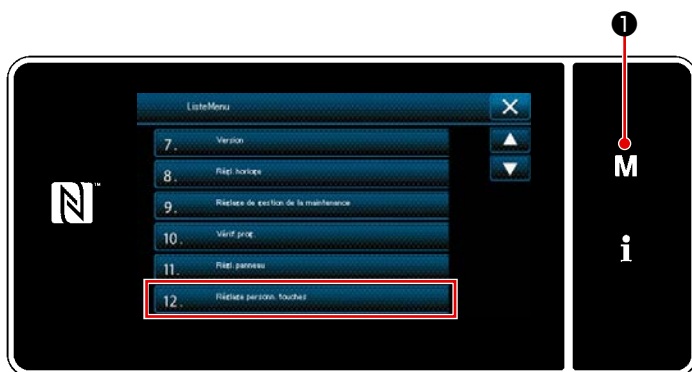 ❶
ListeMenu
7. Version
8. Régl. horloge
9. Réglage de gestion de la maintenance
10. Vérif. prog.
11. Régl. panneau
12. Réglage personn. touches
M
i
N